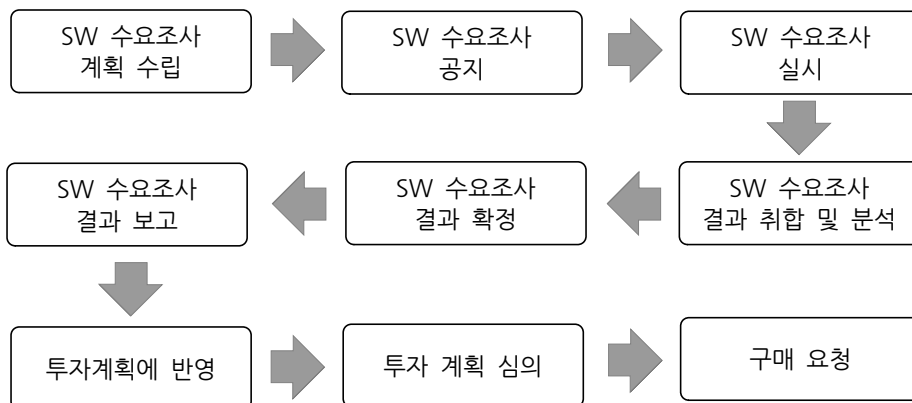 SW 수요조사
계획 수립
SW 수요조사
공지
SW 수요조사
실시
SW 수요조사
결과 취합 및 분석
SW 수요조사
결과 확정
SW 수요조사
결과 보고
투자계획에 반영
투자 계획 심의
구매 요청